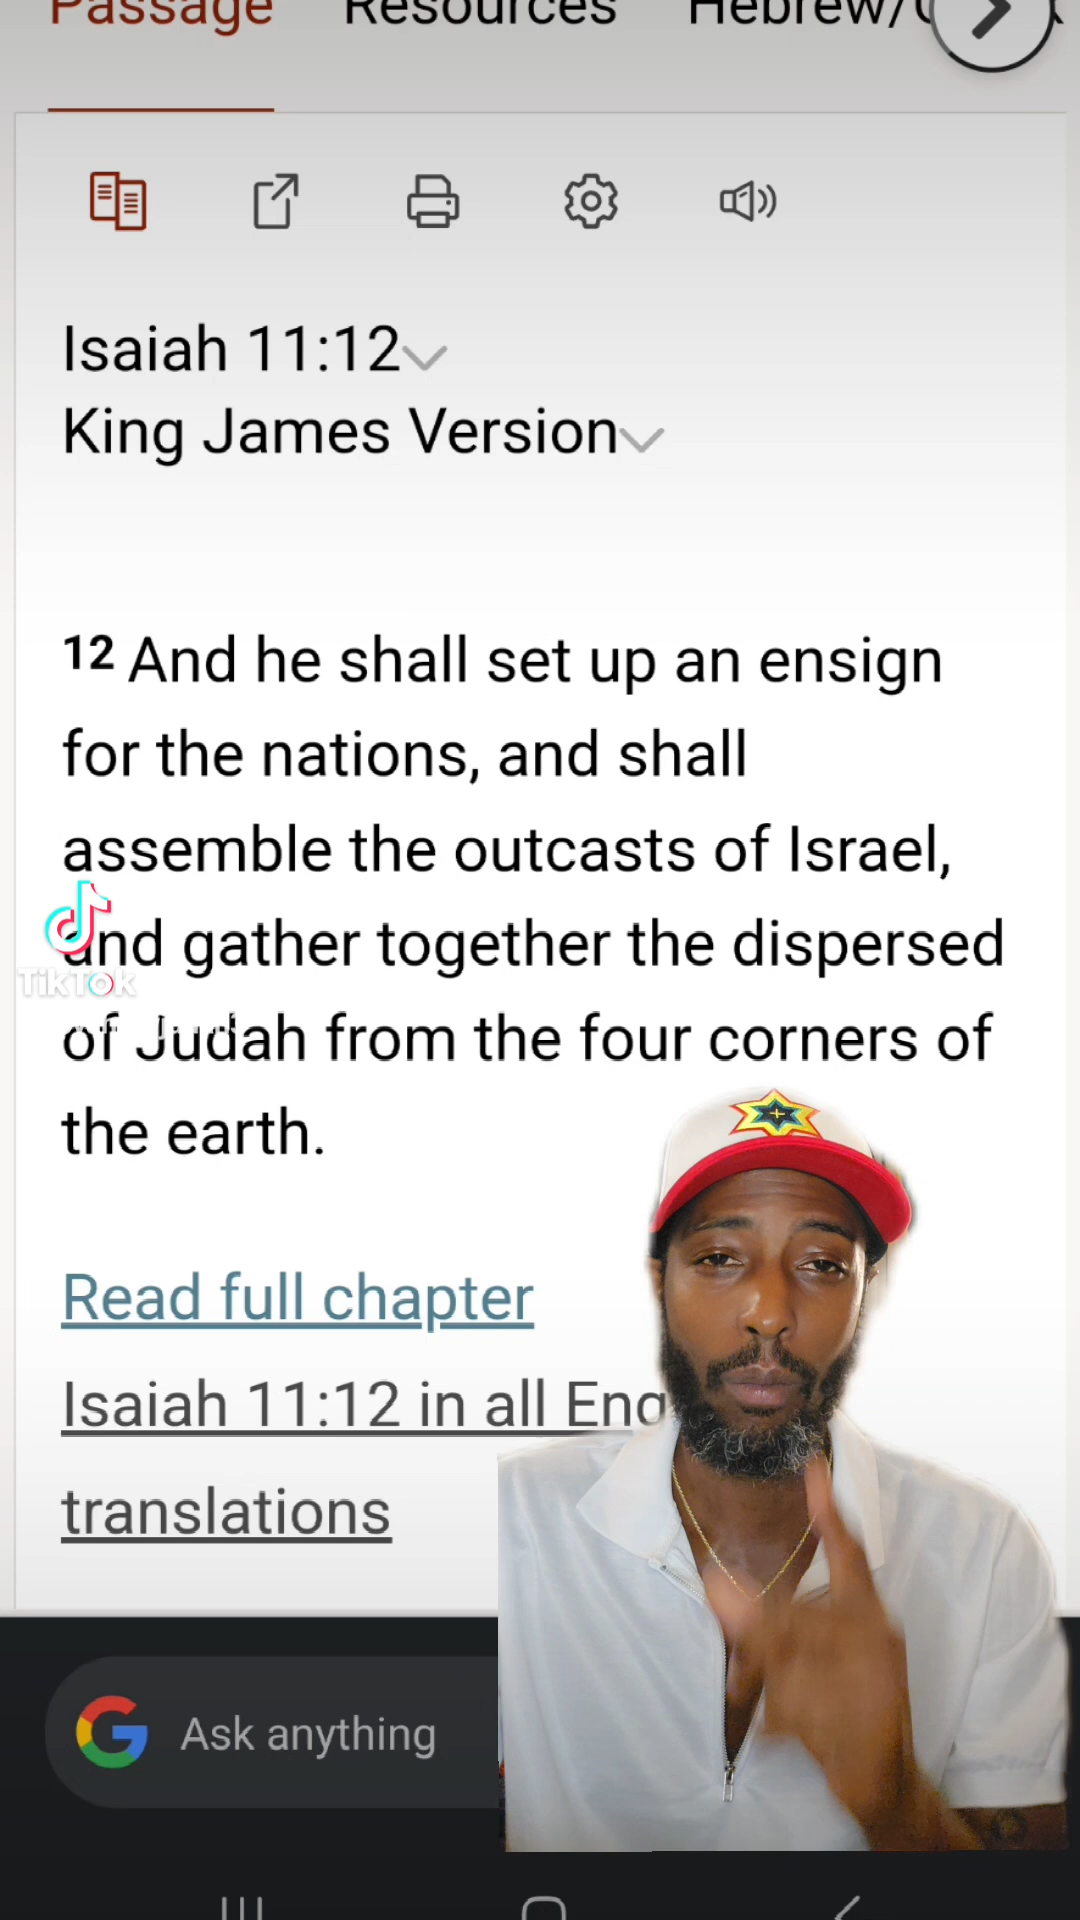 Passage Resources
Isaiah 11:12
King James Version
12 And he shall set up an ensign
for the nations, and shall
assemble the outcasts of Israel,
and gather together the dispersed
of Judah from the four corners of
the earth.
TikTok
Read full chapter
Isaiah 11:12 in all Eng
translations
G Ask anything